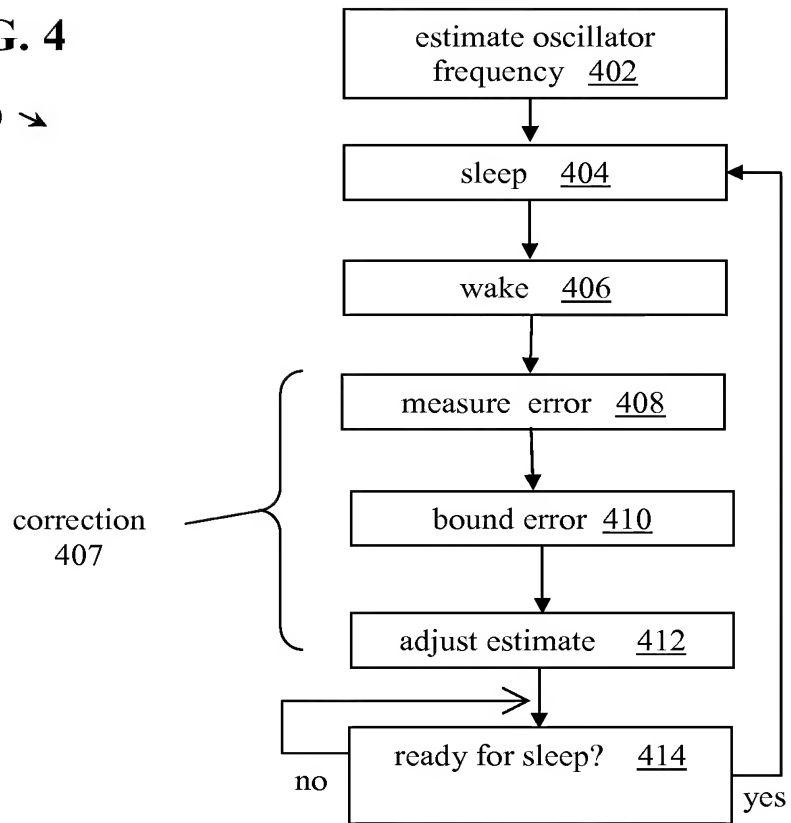 FIG. 4
estimate oscillator
frequency 402
sleep 404
wake 406
measure error 408
bound error 410
adjust estimate 412
correction
407
ready for sleep? 414
no
yes